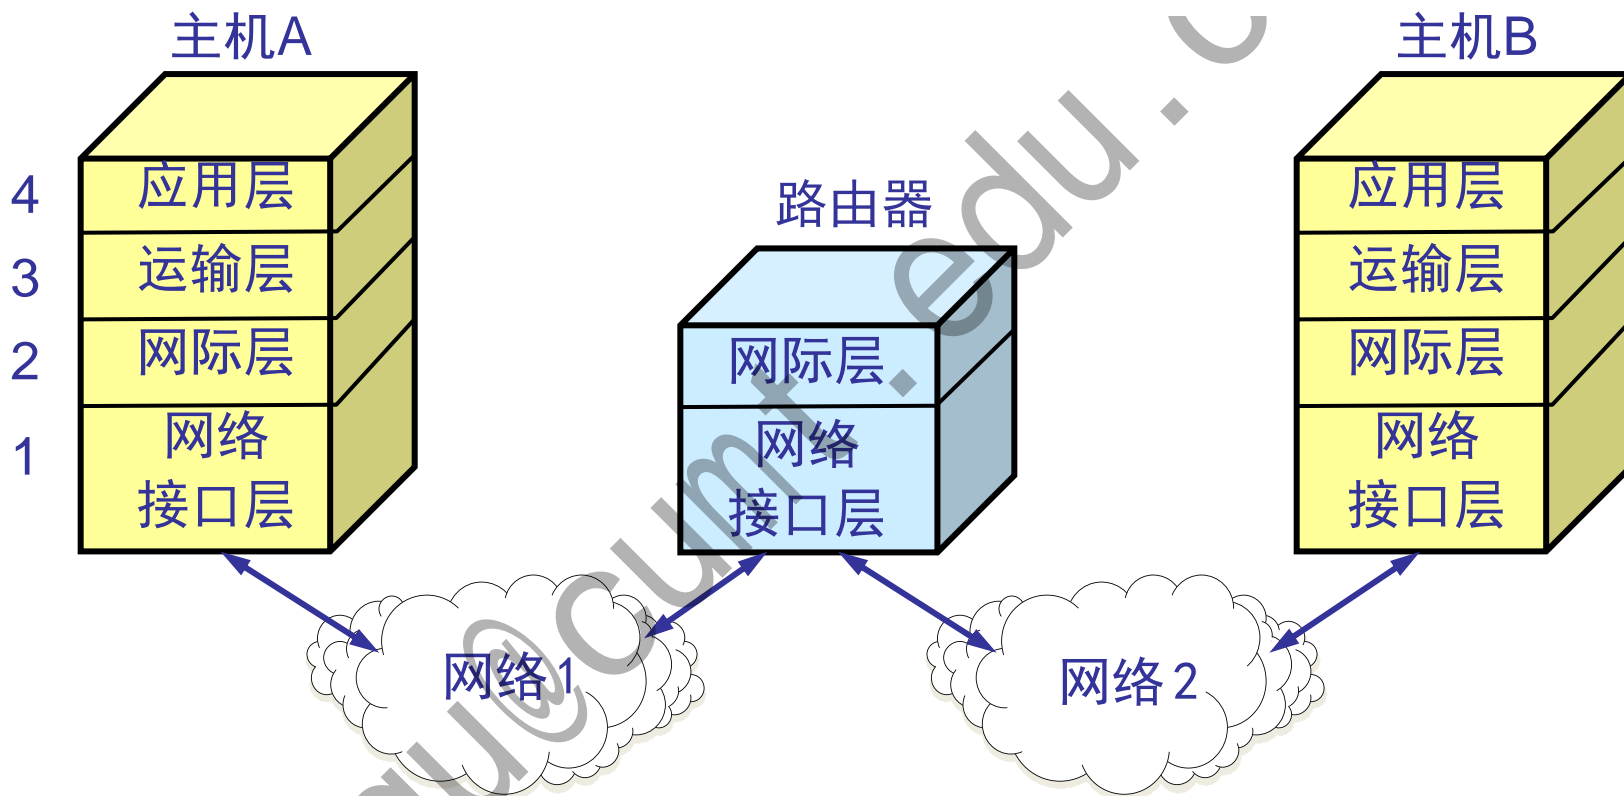 主机A
主机B
路由器
4
应用层
应用层
3
运输层
运输层
2
网际层
网际层
网际层
1
网络
接口层
网络
接口层
网络
接口层
网络1
网络2
u@cumt.edu.c